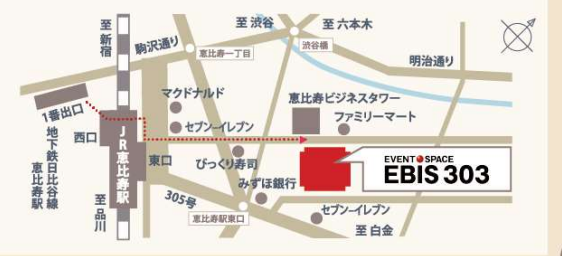 至 渋谷
至 六本木
至 新宿
駒沢通り
恵比寿一丁目
渋谷橋
明治通り
マクドナルド
恵比寿ビジネスタワー
1番出口
セブン-イレブン
ファミリーマート
西口
JR恵比寿駅
東口
地下鉄日比谷線
恵比寿駅
びっくり寿司
EVENT SPACE
EBIS 303
みずほ銀行
305号
至 品川
恵比寿駅東口
セブン-イレブン
至 白金